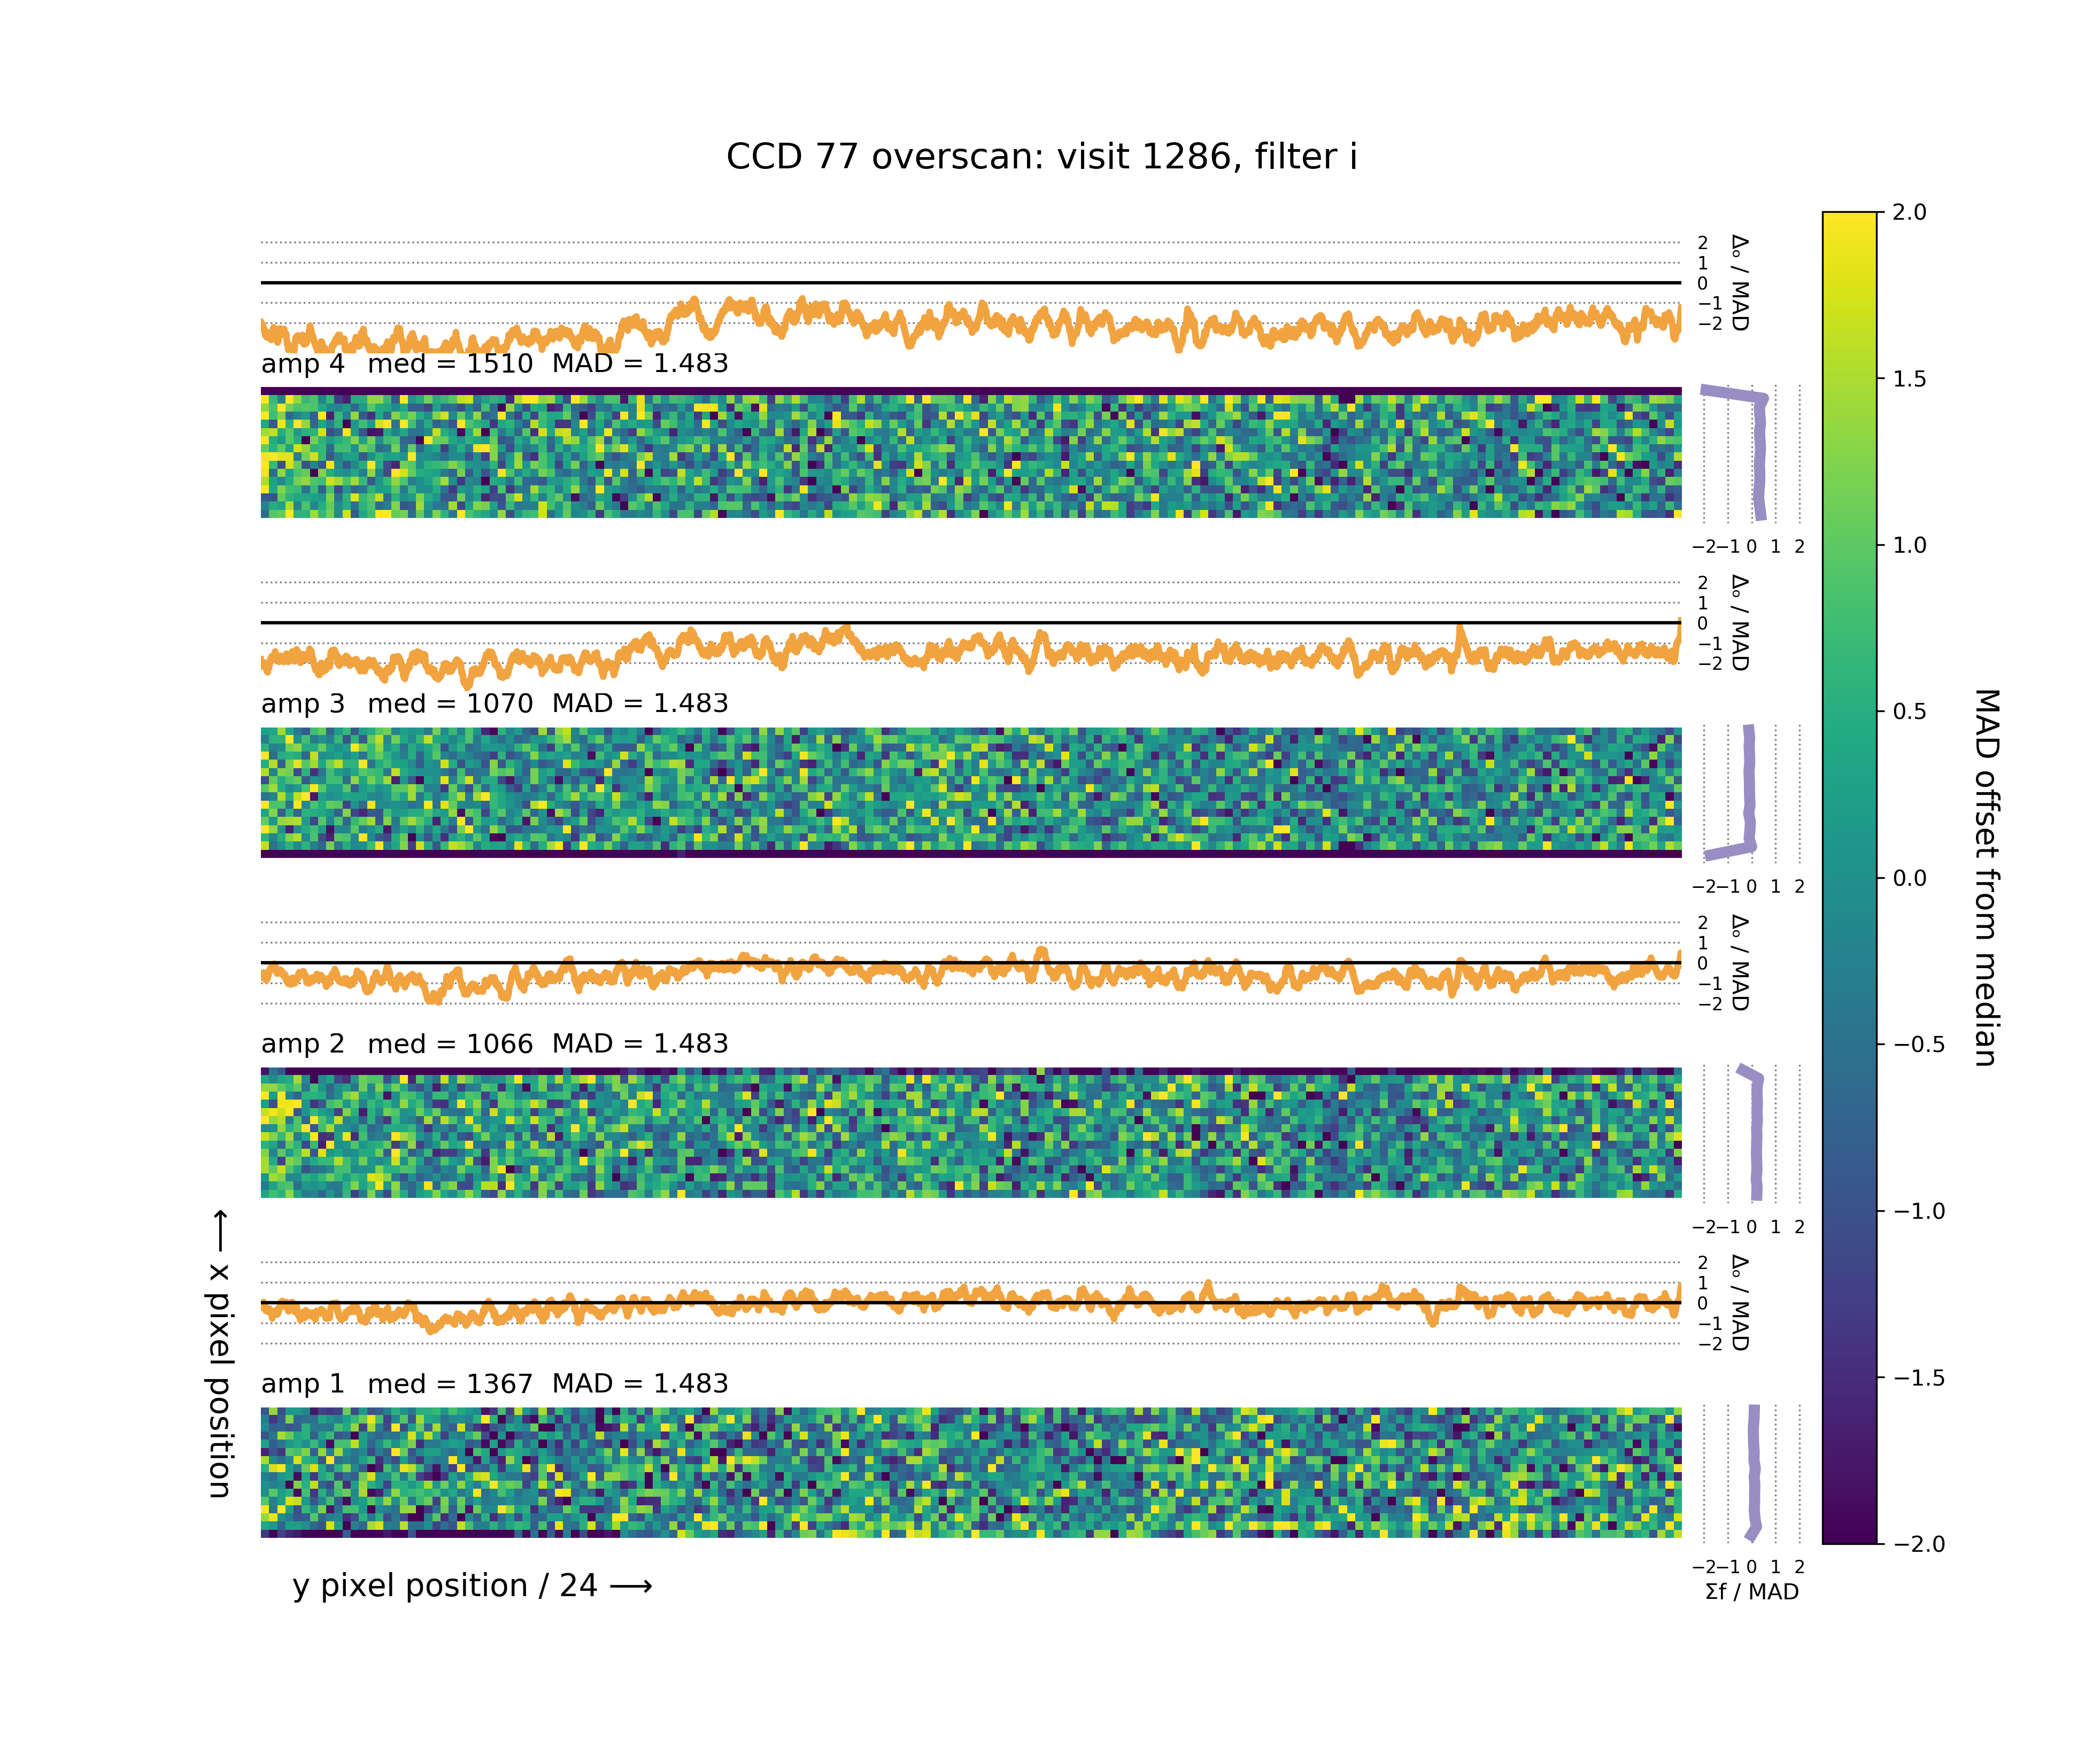 CCD 77 overscan: visit 1286, filter i
2
1
0
−1
−2
Δₒ / MAD
amp 4 med = 1510 MAD = 1.483
−2 −1 0 1 2
2
1
0
−1
−2
Δₒ / MAD
amp 3 med = 1070 MAD = 1.483
−2 −1 0 1 2
2
1
0
−1
−2
Δₒ / MAD
amp 2 med = 1066 MAD = 1.483
−2 −1 0 1 2
2
1
0
−1
−2
Δₒ / MAD
amp 1 med = 1367 MAD = 1.483
−2 −1 0 1 2
Σf / MAD
⟵ x pixel position
y pixel position / 24 ⟶
2.0
1.5
1.0
0.5
0.0
−0.5
−1.0
−1.5
−2.0
MAD offset from median